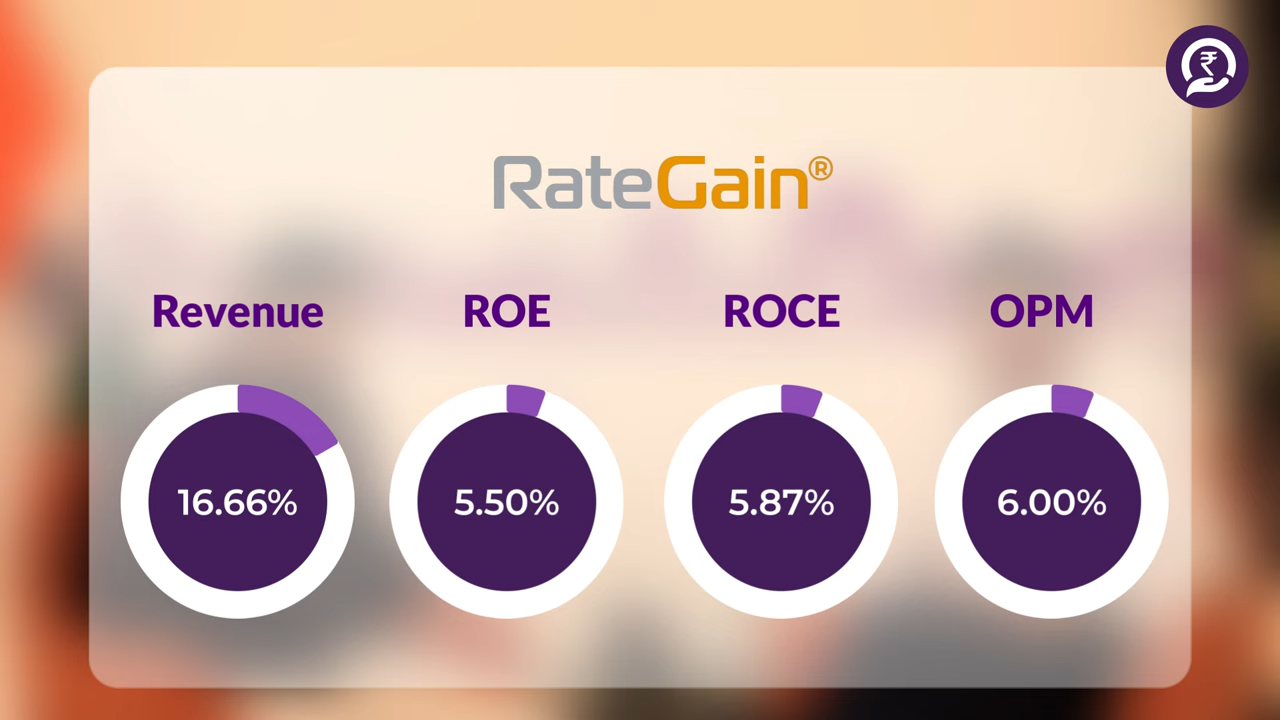 RateGain®
Revenue
ROE
ROCE
OPM
16.66%
5.50%
5.87%
6.00%
₹